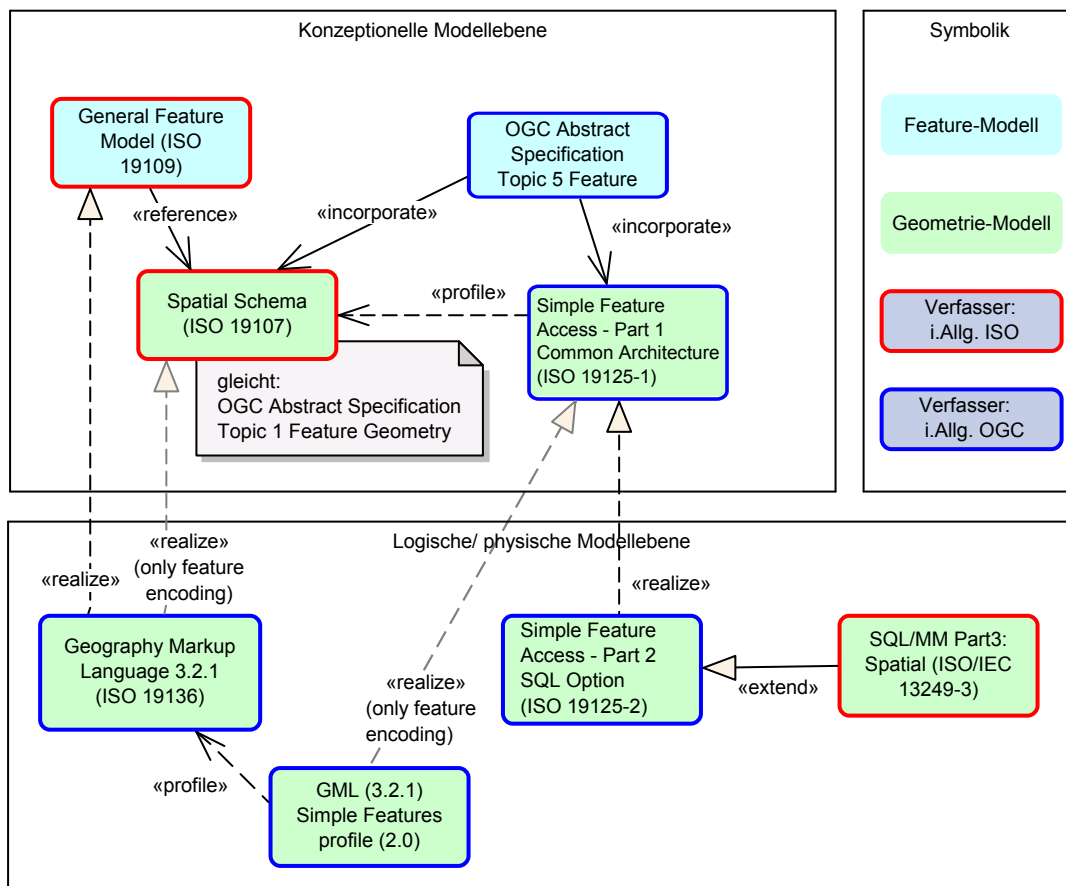 Konzeptionelle Modellebene
General Feature
Model (ISO
19109)
OGC Abstract
Specification
Topic 5 Feature
«reference»
«incorporate»
«incorporate»
Spatial Schema
(ISO 19107)
«profile»
Simple Feature
Access - Part 1
Common Architecture
(ISO 19125-1)
gleicht:
OGC Abstract Specification
Topic 1 Feature Geometry
Symbolik
Feature-Modell
Geometrie-Modell
Verfasser:
i.Allg. ISO
Verfasser:
i.Allg. OGC
Logische/ physische Modellebene
«realize»
«realize»
(only feature
encoding)
«realize»
Geography Markup
Language 3.2.1
(ISO 19136)
«realize»
(only feature
encoding)
Simple Feature
Access - Part 2
SQL Option
(ISO 19125-2)
«extend»
SQL/MM Part3:
Spatial (ISO/IEC
13249-3)
«profile»
GML (3.2.1)
Simple Features
profile (2.0)